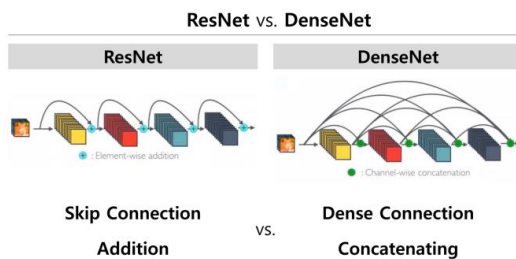 ResNet vs. DenseNet
ResNet
DenseNet
: Element-wise addition
: Channel-wise concatenation
Skip Connection
Addition
vs.
Dense Connection
Concatenating